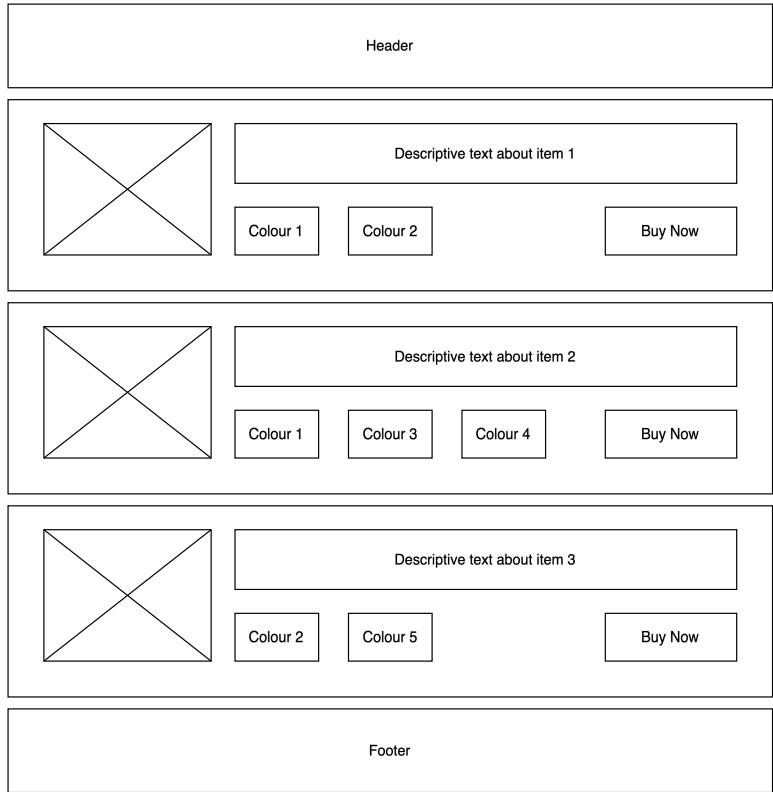 Header
Descriptive text about item 1
Colour 1
Colour 2
Buy Now
Descriptive text about item 2
Colour 1
Colour 3
Colour 4
Buy Now
Descriptive text about item 3
Colour 2
Colour 5
Buy Now
Footer